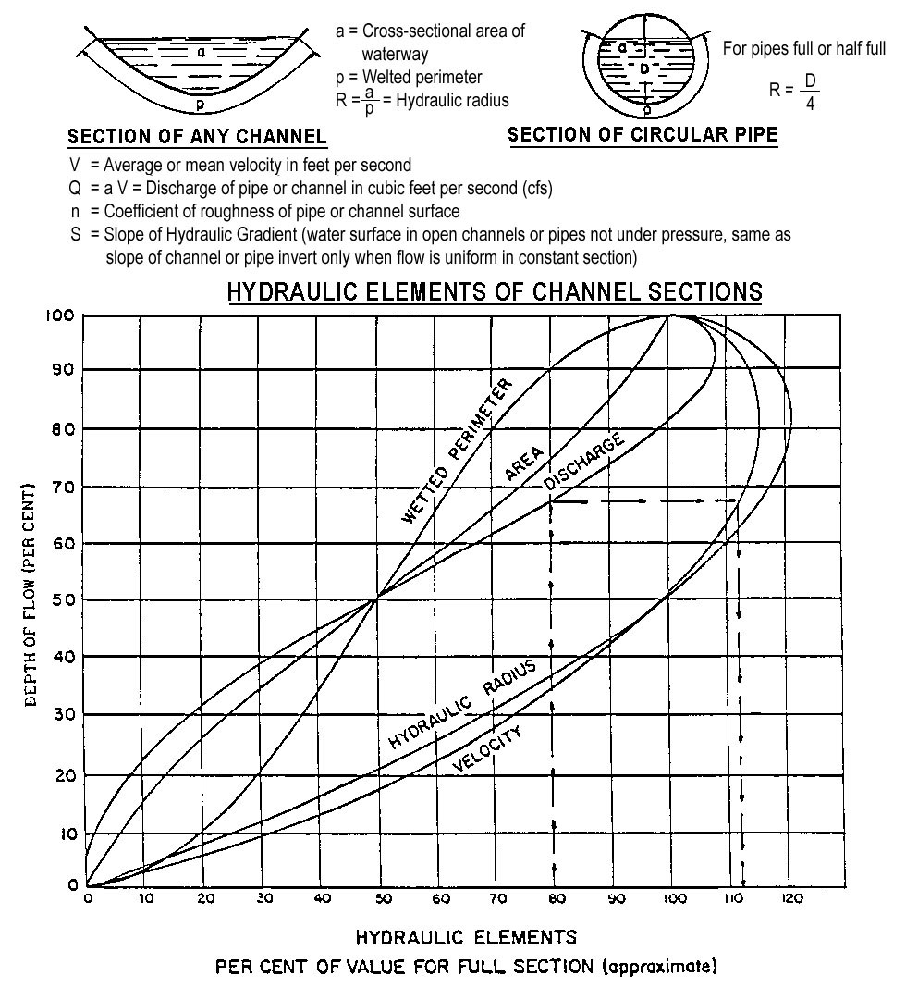 a = Cross-sectional area of
waterway
p = Welted perimeter
R = a/p = Hydraulic radius
a
p
SECTION OF ANY CHANNEL
a
D
p
For pipes full or half full
R = D/4
SECTION OF CIRCULAR PIPE
V = Average or mean velocity in feet per second
Q = a V = Discharge of pipe or channel in cubic feet per second (cfs)
n = Coefficient of roughness of pipe or channel surface
S = Slope of Hydraulic Gradient (water surface in open channels or pipes not under pressure, same as
slope of channel or pipe invert only when flow is uniform in constant section)
HYDRAULIC ELEMENTS OF CHANNEL SECTIONS
DEPTH OF FLOW (PER CENT)
100
90
80
70
60
50
40
30
20
10
0
WETTED PERIMETER
AREA
DISCHARGE
HYDRAULIC RADIUS
VELOCITY
0 10 20 30 40 50 60 70 80 90 100 110 120
HYDRAULIC ELEMENTS
PER CENT OF VALUE FOR FULL SECTION (approximate)